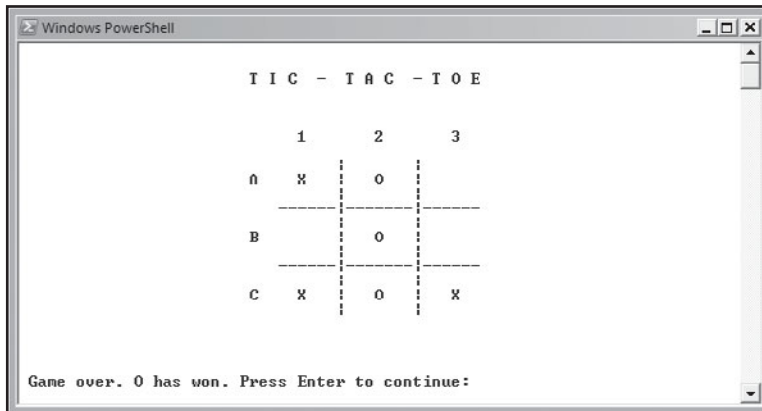 Windows PowerShell
T I C - T A C - T O E
1 2 3
A X O
B O
C X O X
Game over. O has won. Press Enter to continue: